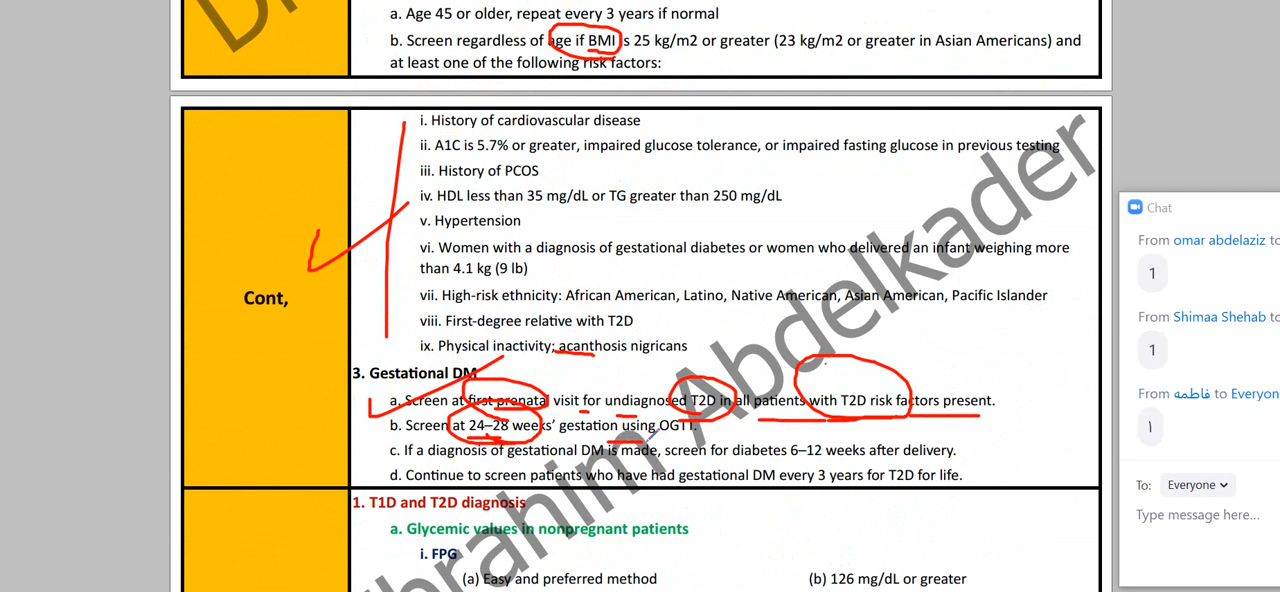 a. Age 45 or older, repeat every 3 years if normal
b. Screen regardless of age if BMI is 25 kg/m2 or greater (23 kg/m2 or greater in Asian Americans) and
at least one of the following risk factors:
Cont,
i. History of cardiovascular disease
ii. A1C is 5.7% or greater, impaired glucose tolerance, or impaired fasting glucose in previous testing
iii. History of PCOS
iv. HDL less than 35 mg/dL or TG greater than 250 mg/dL
v. Hypertension
vi. Women with a diagnosis of gestational diabetes or women who delivered an infant weighing more
than 4.1 kg (9 lb)
vii. High-risk ethnicity: African American, Latino, Native American, Asian American, Pacific Islander
viii. First-degree relative with T2D
ix. Physical inactivity; acanthosis nigricans
3. Gestational DM
a. Screen at first prenatal visit for undiagnosed T2D in all patients with T2D risk factors present.
b. Screen at 24–28 weeks' gestation using OGTT.
c. If a diagnosis of gestational DM is made, screen for diabetes 6–12 weeks after delivery.
d. Continue to screen patients who have had gestational DM every 3 years for T2D for life.
1. T1D and T2D diagnosis
a. Glycemic values in nonpregnant patients
i. FPG
(a) Easy and preferred method (b) 126 mg/dL or greater
Ibrahim Abdelkader
Chat
From omar abdelaziz to
1
From Shimaa Shehab to
1
From فاطمه to Everyon
١
To: Everyone
Type message here...